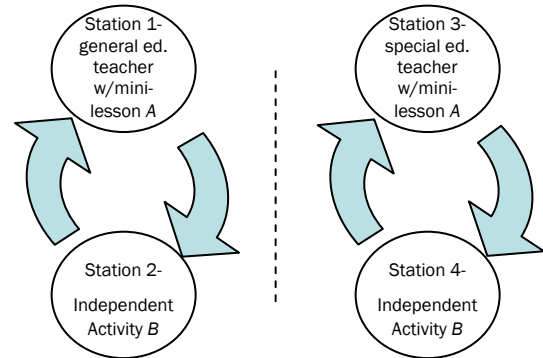 Station 1-
general ed.
teacher
w/mini-
lesson A
Station 3-
special ed.
teacher
w/mini-
lesson A
Station 2-
Independent
Activity B
Station 4-
Independent
Activity B